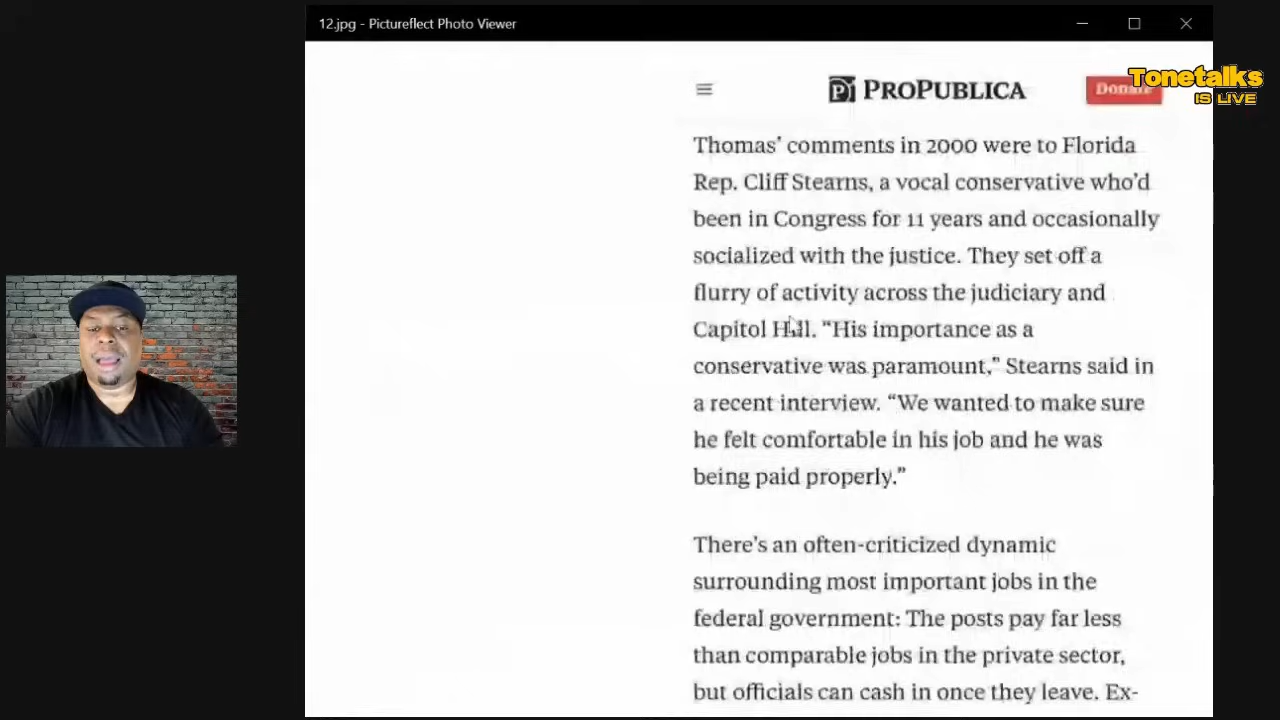 12.jpg - Pictureflect Photo Viewer
Tonetalks
IS LIVE
PROPUBLICA
Donate
Thomas’ comments in 2000 were to Florida
Rep. Cliff Stearns, a vocal conservative who’d
been in Congress for 11 years and occasionally
socialized with the justice. They set off a
flurry of activity across the judiciary and
Capitol Hill. “His importance as a
conservative was paramount,” Stearns said in
a recent interview. “We wanted to make sure
he felt comfortable in his job and he was
being paid properly.”
There’s an often-criticized dynamic
surrounding most important jobs in the
federal government: The posts pay far less
than comparable jobs in the private sector,
but officials can cash in once they leave. Ex-